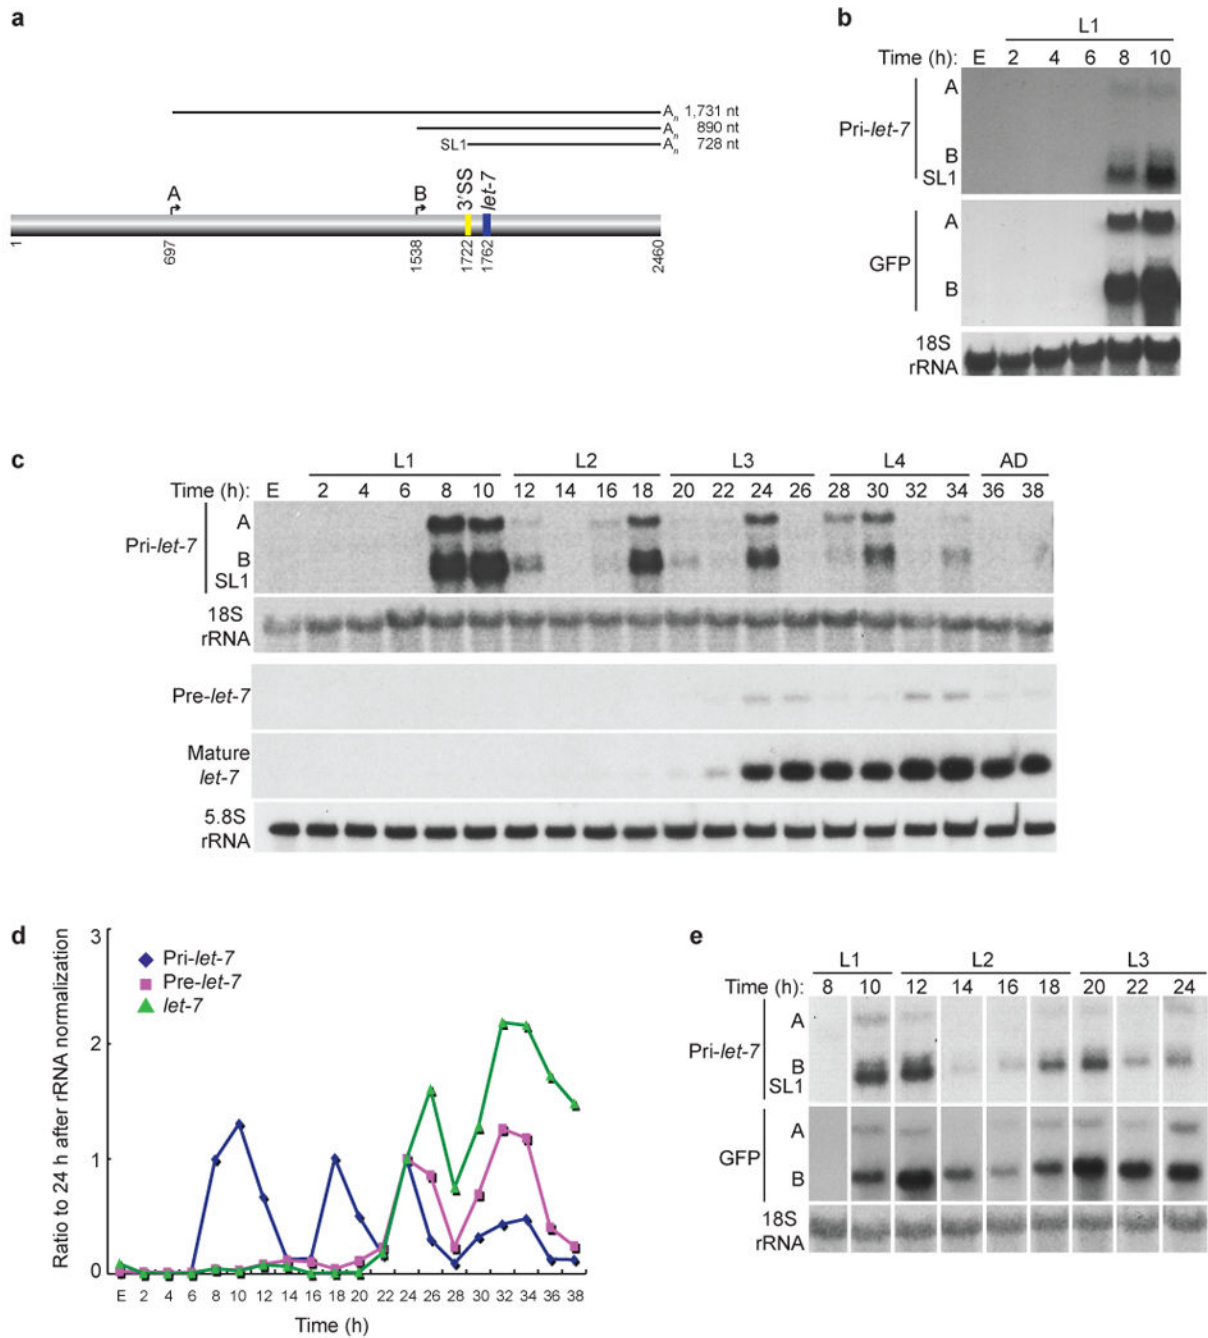 a
A n 1,731 nt
A n 890 nt
SL1 A n 728 nt
A B 3'SS let-7
1 697 1538 1722 1762 2460
b
L1
Time (h): E 2 4 6 8 10
Pri-let-7
A
B
SL1
GFP
A
B
18S
rRNA
c
L1 L2 L3 L4 AD
Time (h): E 2 4 6 8 10 12 14 16 18 20 22 24 26 28 30 32 34 36 38
Pri-let-7
A
B
SL1
18S
rRNA
Pre-let-7
Mature
let-7
5.8S
rRNA
d
Ratio to 24 h after rRNA normalization
3
2
1
0
Pri-let-7
Pre-let-7
let-7
E 2 4 6 8 10 12 14 16 18 20 22 24 26 28 30 32 34 36 38
Time (h)
e
L1 L2 L3
Time (h): 8 10 12 14 16 18 20 22 24
Pri-let-7
A
B
SL1
GFP
A
B
18S
rRNA